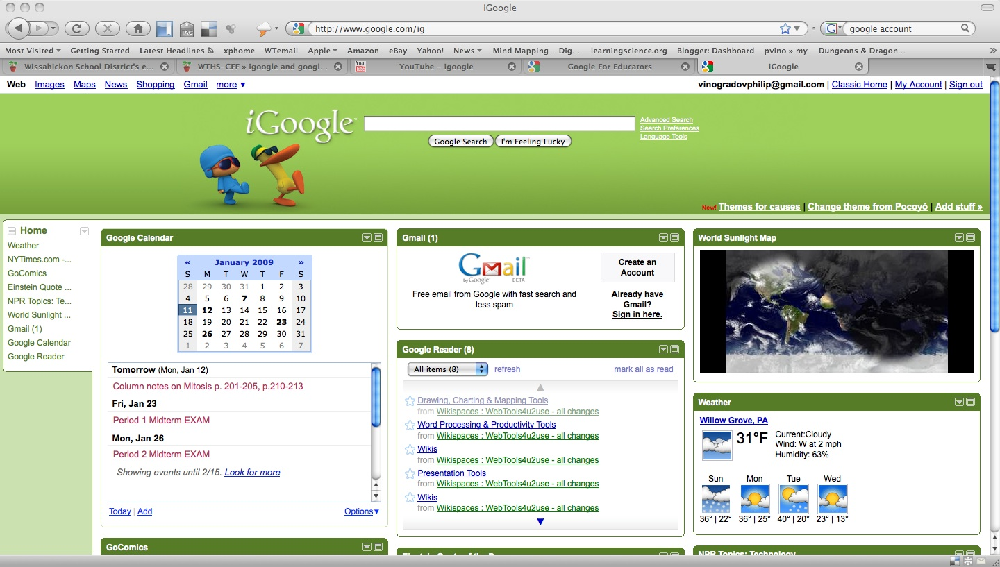 iGoogle
TAG
http://www.google.com/ig
google account
Most Visited
Getting Started
Latest Headlines
xphome
WTemail
Apple
Amazon
eBay
Yahoo!
News
Mind Mapping – Dig...
learningscience.org
Blogger: Dashboard
pvino » my
Dungeons & Dragon...
»
Wissahickon School District's e...
WTHS-CFF » igoogle and googl...
You Tube
YouTube – igoogle
Google For Educators
iGoogle
Web Images Maps News Shopping Gmail more ▼
vinogradovphilip@gmail.com | Classic Home | My Account | Sign out
iGoogle™
Google Search
I'm Feeling Lucky
Advanced Search
Search Preferences
Language Tools
New! Themes for causes | Change theme from Pocoyó | Add stuff »
Home
Weather
NYTimes.com -...
GoComics
Einstein Quote ...
NPR Topics: Te...
World Sunlight ...
Gmail (1)
Google Calendar
Google Reader
Google Calendar
« January 2009 »
S M T W T F S
28 29 30 31 1 2 3
4 5 6 7 8 9 10
11 12 13 14 15 16 17
18 19 20 21 22 23 24
25 26 27 28 29 30 31
1 2 3 4 5 6 7
Tomorrow (Mon, Jan 12)
Column notes on Mitosis p. 201-205, p.210-213
Fri, Jan 23
Period 1 Midterm EXAM
Mon, Jan 26
Period 2 Midterm EXAM
Showing events until 2/15. Look for more
Today | Add
Options▼
GoComics
Gmail (1)
Gmail™
by Google BETA
Free email from Google with fast search and
less spam
Create an
Account
Already have
Gmail?
Sign in here.
Google Reader (8)
All items (8)
refresh
mark all as read
Drawing, Charting & Mapping Tools
from Wikispaces : WebTools4u2use - all changes
Word Processing & Productivity Tools
from Wikispaces : WebTools4u2use - all changes
Wikis
from Wikispaces : WebTools4u2use - all changes
Presentation Tools
from Wikispaces : WebTools4u2use - all changes
Wikis
from Wikispaces : WebTools4u2use - all changes
World Sunlight Map
Weather
Willow Grove, PA
31°F
Current:Cloudy
Wind: W at 2 mph
Humidity: 63%
Sun Mon Tue Wed
36° | 22° 36° | 25° 40° | 20° 23° | 13°
NPR Topics: Technology